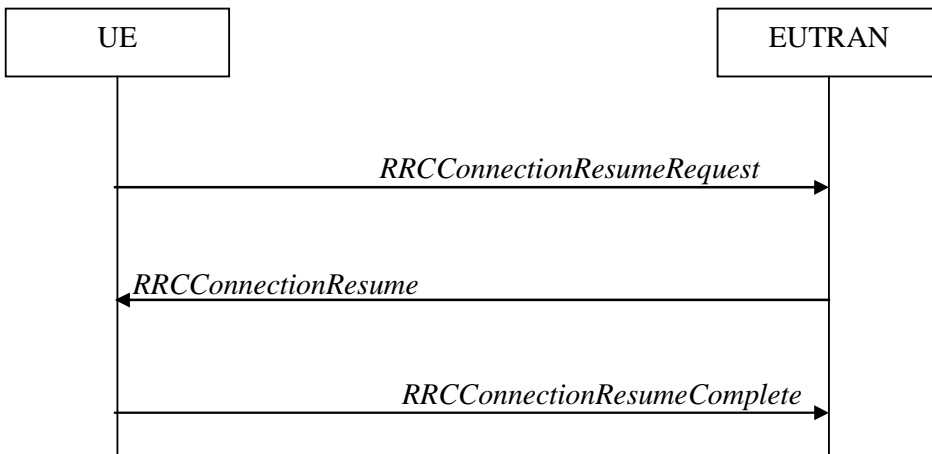 UE
EUTRAN
RRCConnectionResumeRequest
RRCConnectionResume
RRCConnectionResumeComplete